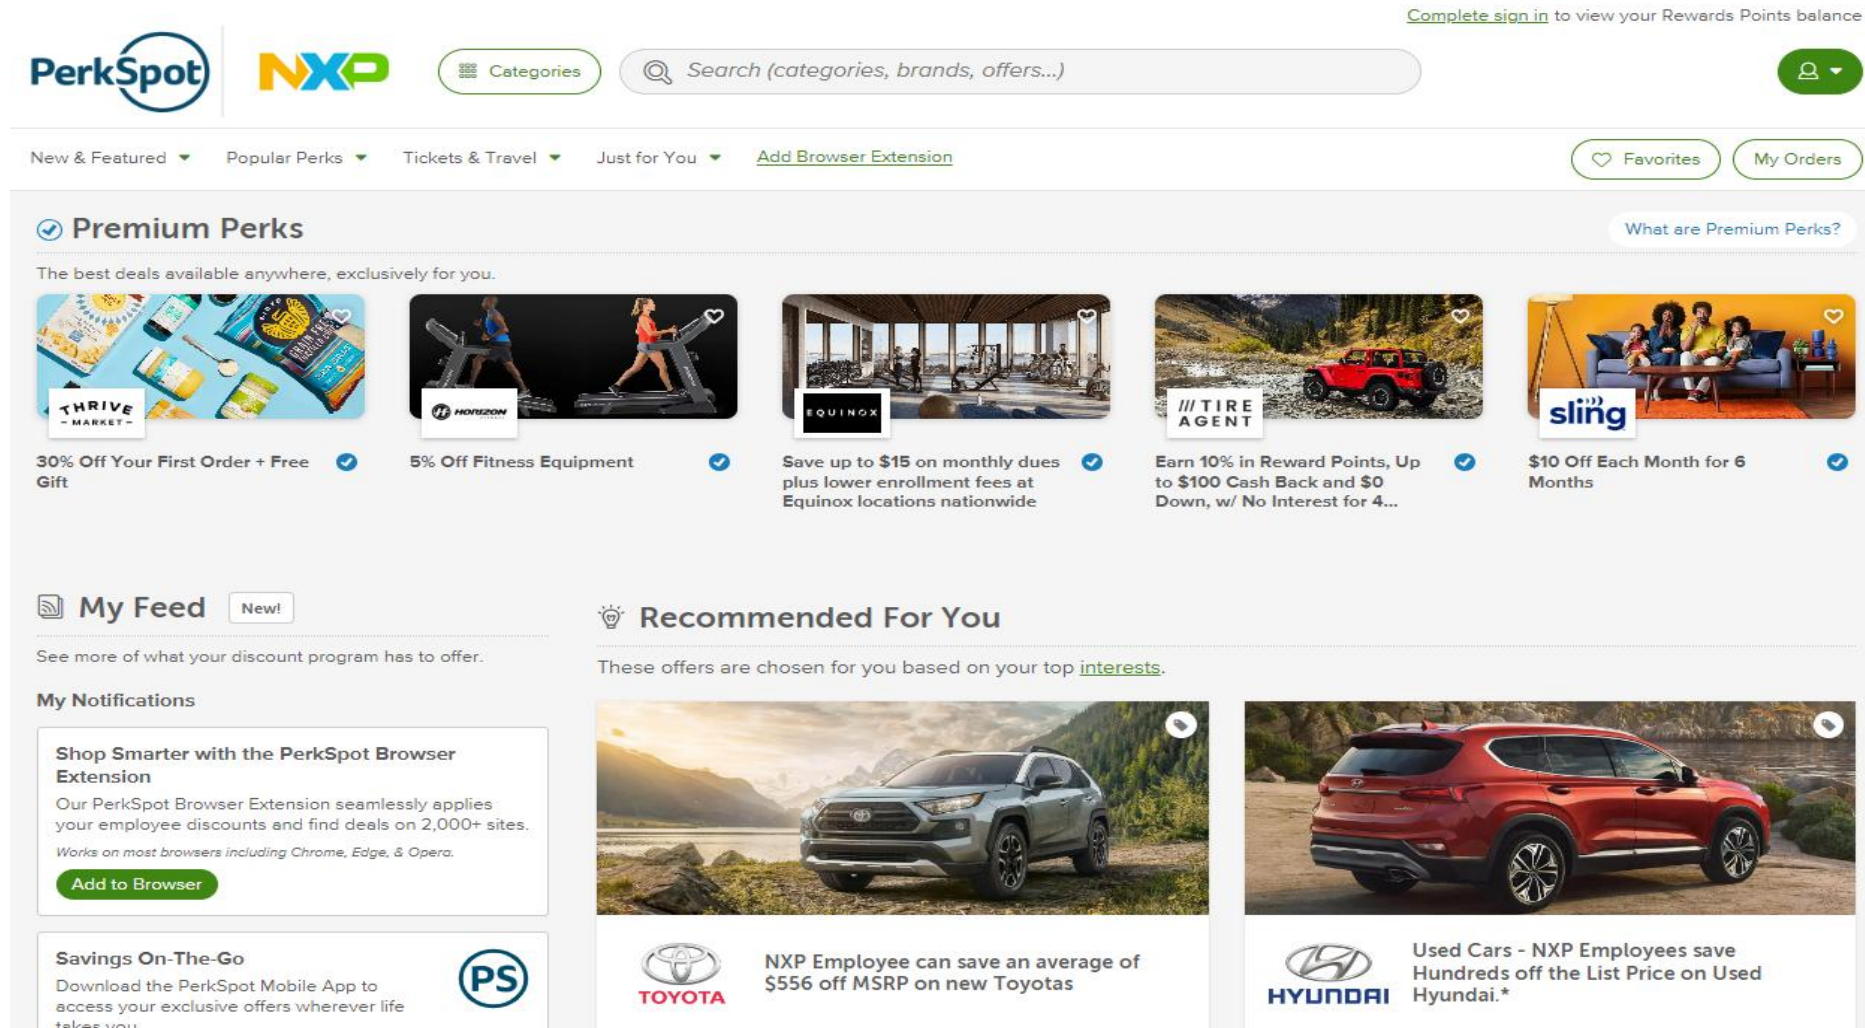 Complete sign in to view your Rewards Points balance
PerkSpot
NXP
Categories
Search (categories, brands, offers...)
New & Featured
Popular Perks
Tickets & Travel
Just for You
Add Browser Extension
Favorites
My Orders
Premium Perks
What are Premium Perks?
The best deals available anywhere, exclusively for you.
THRIVE
- MARKET -
30% Off Your First Order + Free
Gift
HORIZON
5% Off Fitness Equipment
EQUINOX
Save up to $15 on monthly dues
plus lower enrollment fees at
Equinox locations nationwide
TIRE
AGENT
Earn 10% in Reward Points, Up
to $100 Cash Back and $0
Down, w/ No Interest for 4...
sling
$10 Off Each Month for 6
Months
My Feed
New!
See more of what your discount program has to offer.
My Notifications
Shop Smarter with the PerkSpot Browser
Extension
Our PerkSpot Browser Extension seamlessly applies
your employee discounts and find deals on 2,000+ sites.
Works on most browsers including Chrome, Edge, & Opera.
Add to Browser
Savings On-The-Go
Download the PerkSpot Mobile App to
access your exclusive offers wherever life
takes you
PS
Recommended For You
These offers are chosen for you based on your top interests.
TOYOTA
NXP Employee can save an average of
$556 off MSRP on new Toyotas
HYUNDAI
Used Cars - NXP Employees save
Hundreds off the List Price on Used
Hyundai.*